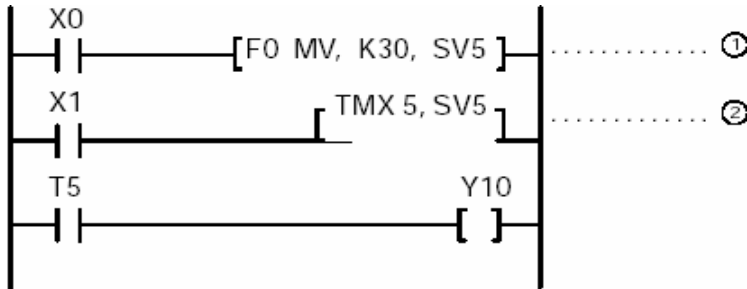 X0
[F0 MV, K30, SV5] ............. ①
X1
[TMX 5, SV5] ............. ②
T5
Y10
[ ]